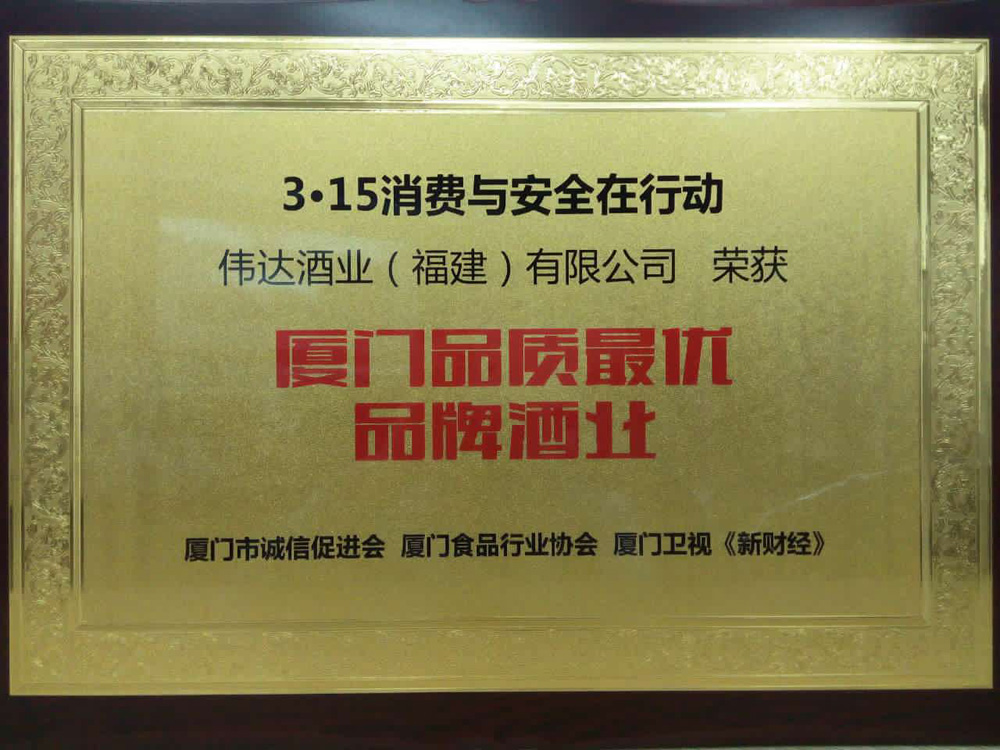 3·15消费与安全在行动
伟达酒业（福建）有限公司 荣获
厦门品质最优
品牌酒业
厦门市诚信促进会 厦门食品行业协会 厦门卫视《新财经》